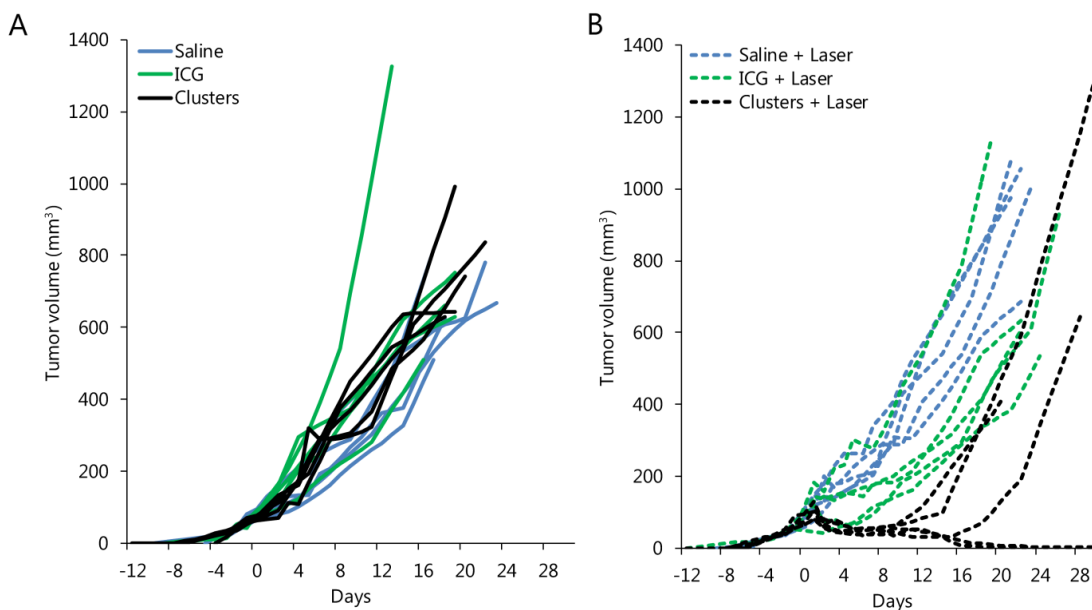 A
Tumor volume (mm³)
1400
1200
1000
800
600
400
200
0
Saline
ICG
Clusters
-12 -8 -4 0 4 8 12 16 20 24 28
Days
B
Tumor volume (mm³)
1400
1200
1000
800
600
400
200
0
Saline + Laser
ICG + Laser
Clusters + Laser
-12 -8 -4 0 4 8 12 16 20 24 28
Days